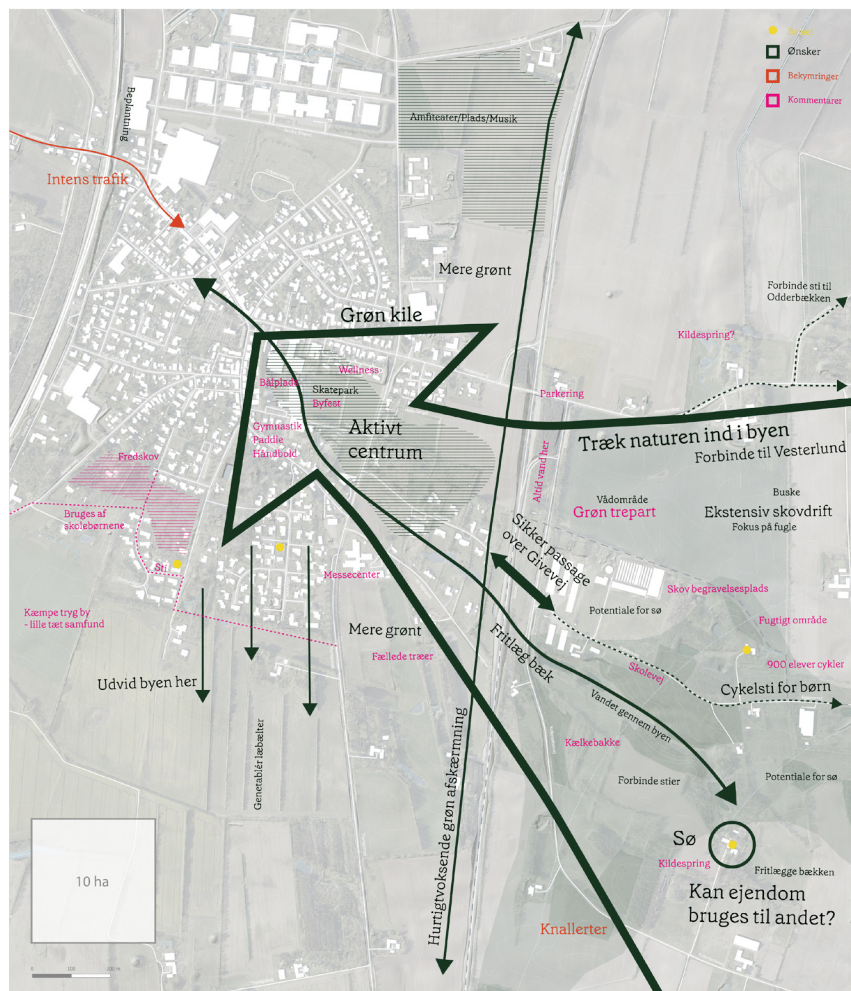 Ønsker
Bekymringer
Kommentarer
Beplantning
Amfiteater/Plads/Musik
Intens trafik
Mere grønt
Forbinde sti til
Odderbækken
Grøn kile
Kildespring?
Wellness
Bålplads
Skatepark
Byfest
Parkering
Gymnastik
Paddle
Håndbold
Aktivt
centrum
Træk naturen ind i byen
Forbinde til Vesterlund
Fredskov
Altid vand her
Vådområde
Grøn trepart
Buske
Ekstensiv skovdrift
Fokus på fugle
Bruges af
skolebørnene
Sikker passage
over Givevej
Sti
Messecenter
Skov begravelsesplads
Potentiale for sø
Kæmpe tryg by
- lille tæt samfund
Mere grønt
Fugtigt område
Fællede træer
Fritlæg bæk
Skolevej
900 elever cykler
Udvid byen her
Cykelsti for børn
Vandet gennem byen
Genetablér læbælter
Kælkebakke
Hurtigtvoksende grøn afskærmning
Forbinde stier
Potentiale for sø
Sø
Kildespring
Fritlægge bækken
10 ha
Kan ejendom
bruges til andet?
Knallerter
0 100 200 m